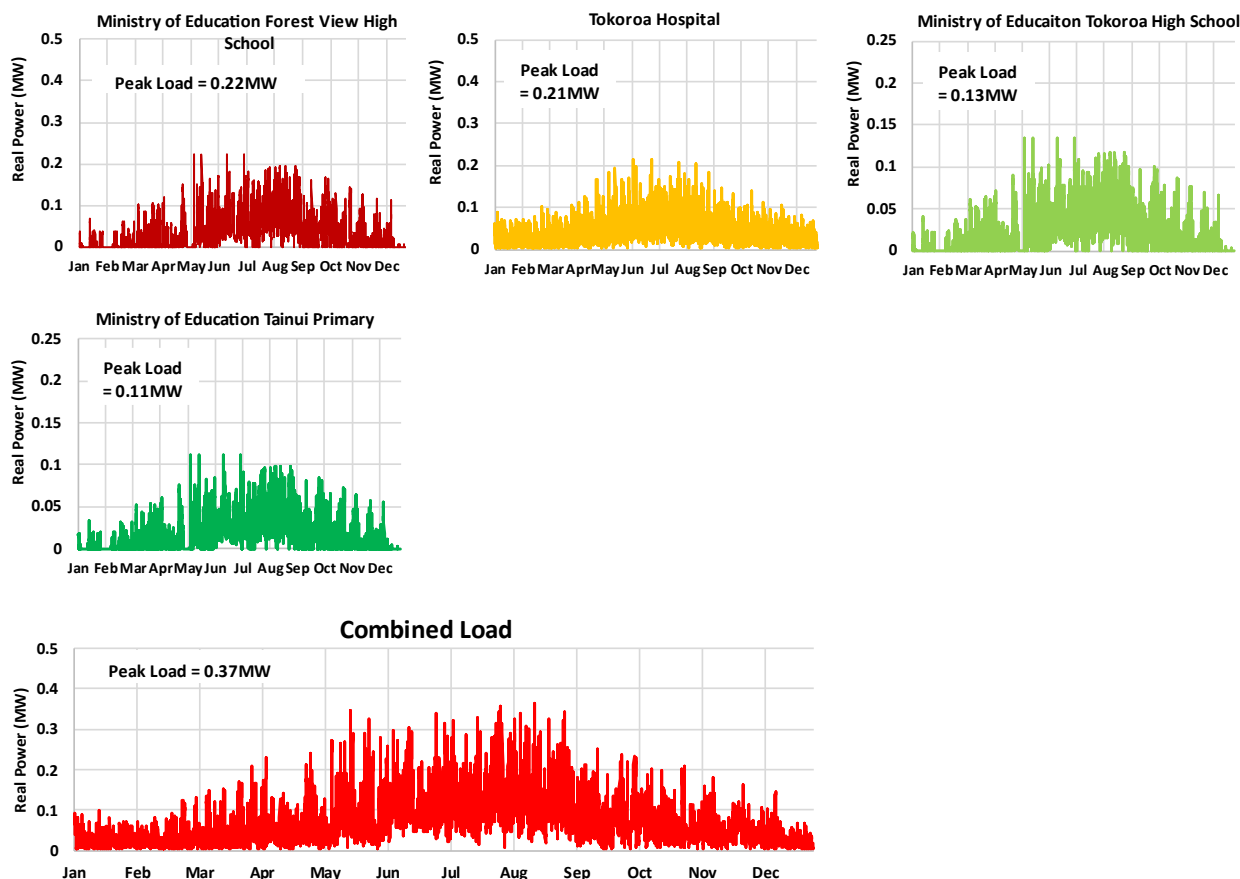 Ministry of Education Forest View High
School
Real Power (MW)
0.5
0.4
0.3
0.2
0.1
0
Peak Load = 0.22MW
Jan Feb Mar Apr May Jun Jul Aug Sep Oct Nov Dec
Tokoroa Hospital
Real Power (MW)
0.5
0.4
0.3
0.2
0.1
0
Peak Load
= 0.21MW
Jan Feb Mar Apr May Jun Jul Aug Sep Oct Nov Dec
Ministry of Educaiton Tokoroa High School
Real Power (MW)
0.25
0.2
0.15
0.1
0.05
0
Peak Load
= 0.13MW
Jan Feb Mar Apr May Jun Jul Aug Sep Oct Nov Dec
Ministry of Education Tainui Primary
Real Power (MW)
0.25
0.2
0.15
0.1
0.05
0
Peak Load
= 0.11MW
Jan Feb Mar Apr May Jun Jul Aug Sep Oct Nov Dec
Combined Load
Real Power (MW)
0.5
0.4
0.3
0.2
0.1
0
Peak Load = 0.37MW
Jan Feb Mar Apr May Jun Jul Aug Sep Oct Nov Dec